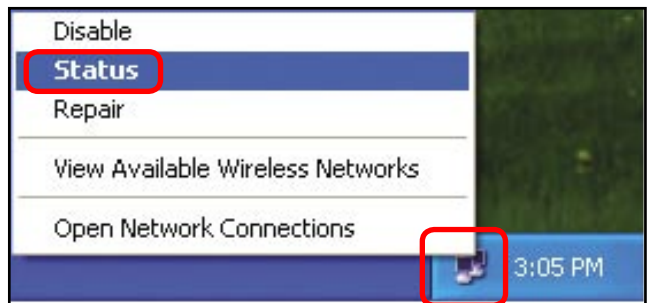 Disable
Status
Repair
View Available Wireless Networks
Open Network Connections
3:05 PM